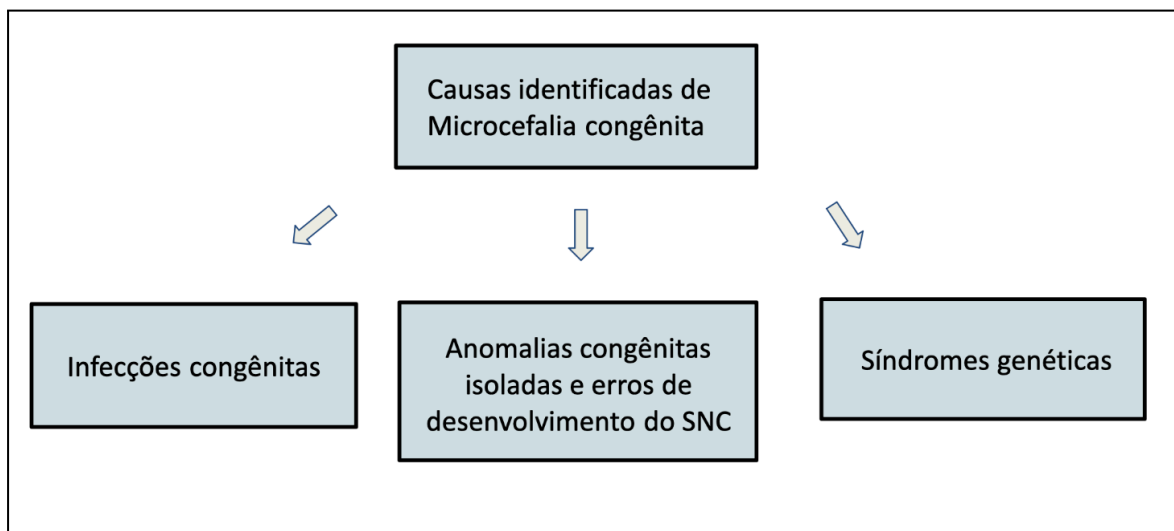 Causas identificadas de
Microcefalia congênita
Infecções congênitas
Anomalias congênitas
isoladas e erros de
desenvolvimento do SNC
Síndromes genéticas